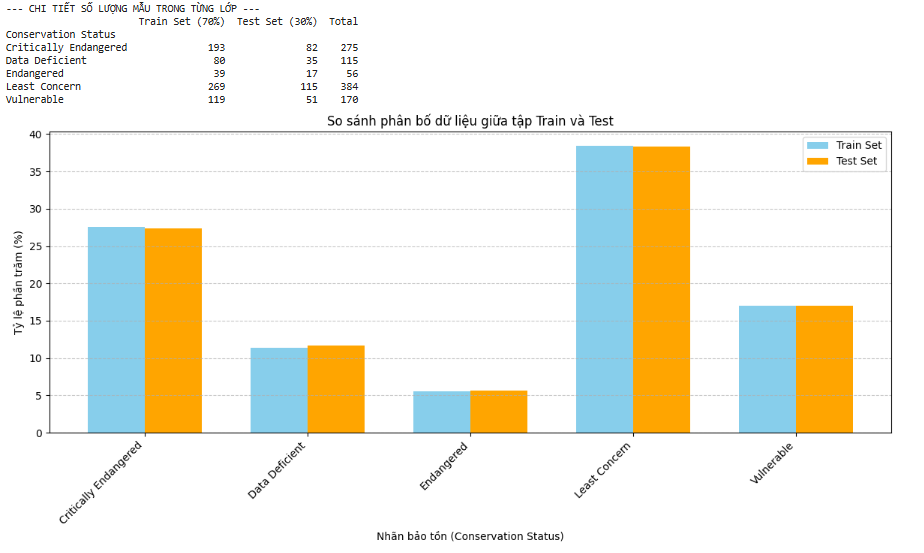 --- CHI TIẾT SỐ LƯỢNG MẪU TRONG TỪNG LỚP ---
Train Set (70%) Test Set (30%) Total
Conservation Status
Critically Endangered 193 82 275
Data Deficient 80 35 115
Endangered 39 17 56
Least Concern 269 115 384
Vulnerable 119 51 170
So sánh phân bố dữ liệu giữa tập Train và Test
Train Set
Test Set
Tỷ lệ phần trăm (%)
40
35
30
25
20
15
10
5
0
Critically Endangered
Data Deficient
Endangered
Least Concern
Vulnerable
Nhãn bảo tồn (Conservation Status)